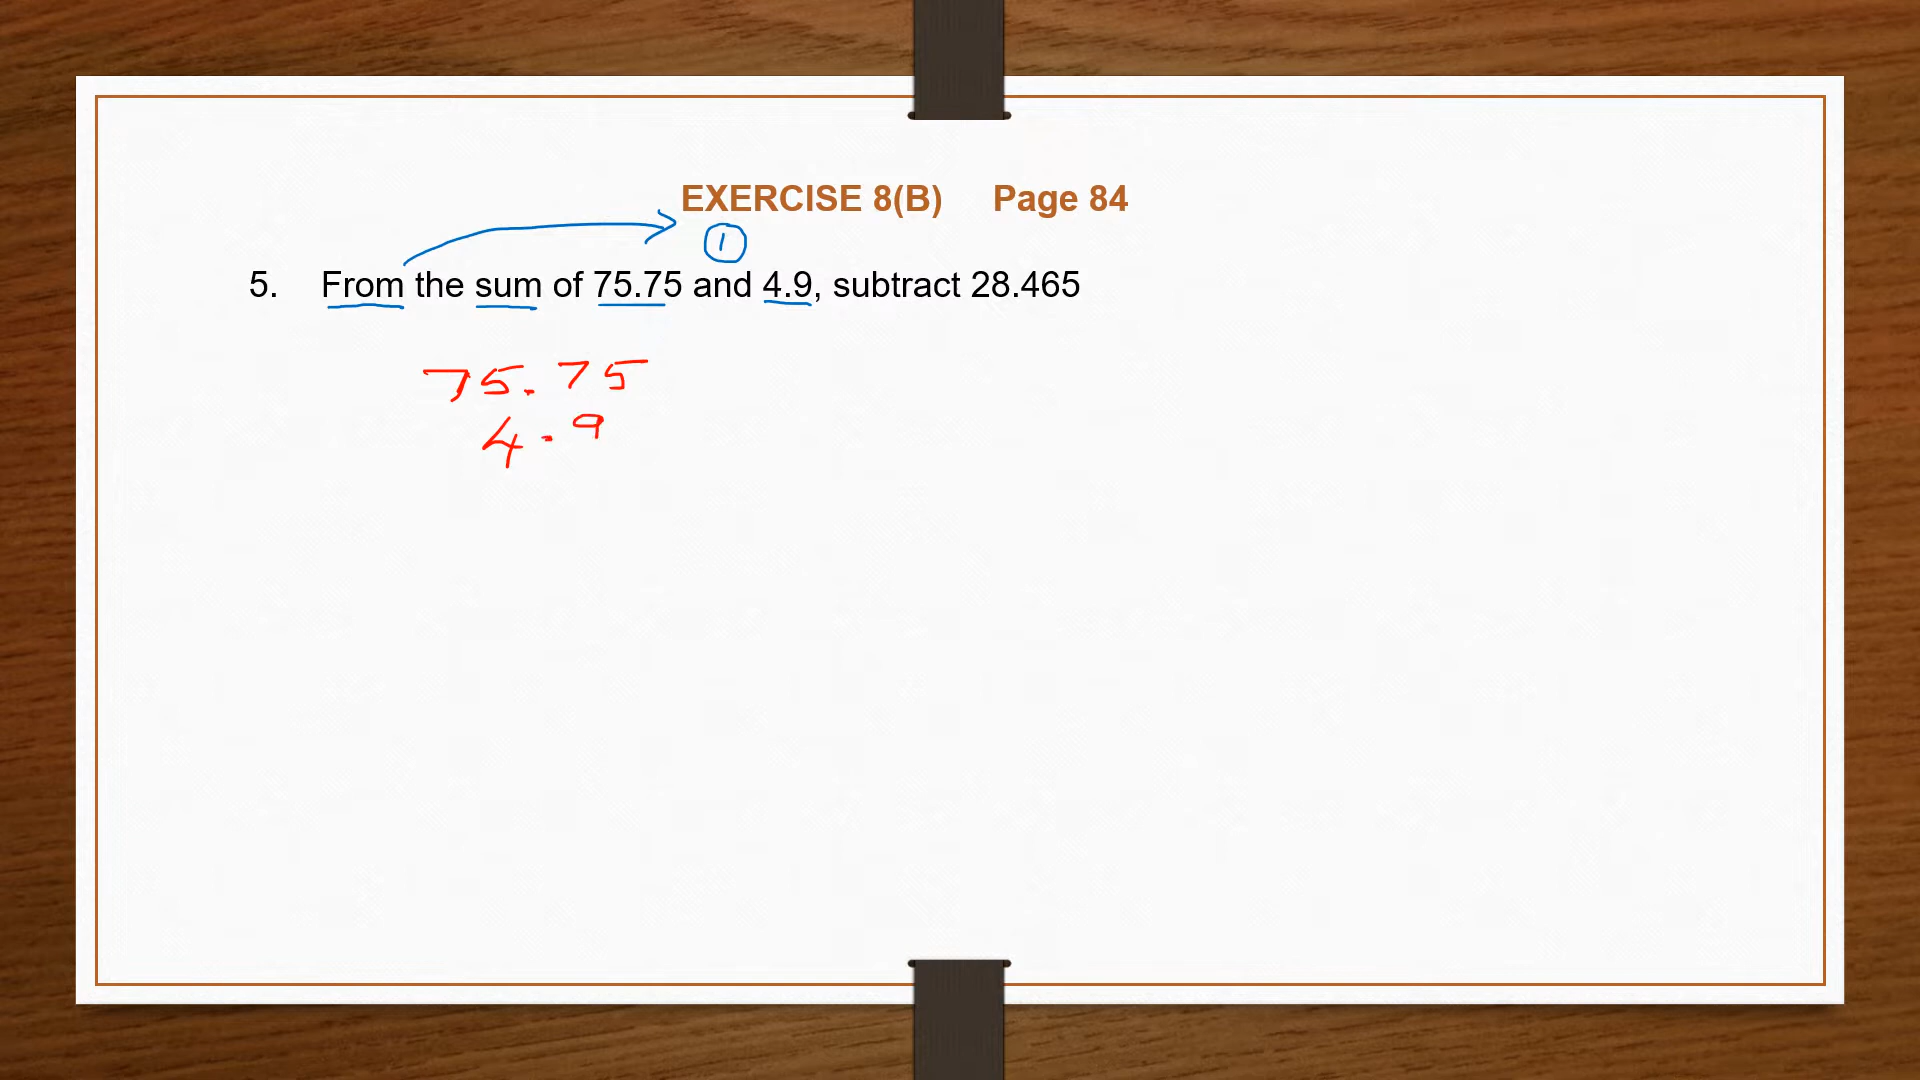 EXERCISE 8(B) Page 84
1
5. From the sum of 75.75 and 4.9, subtract 28.465
75.75
4.9